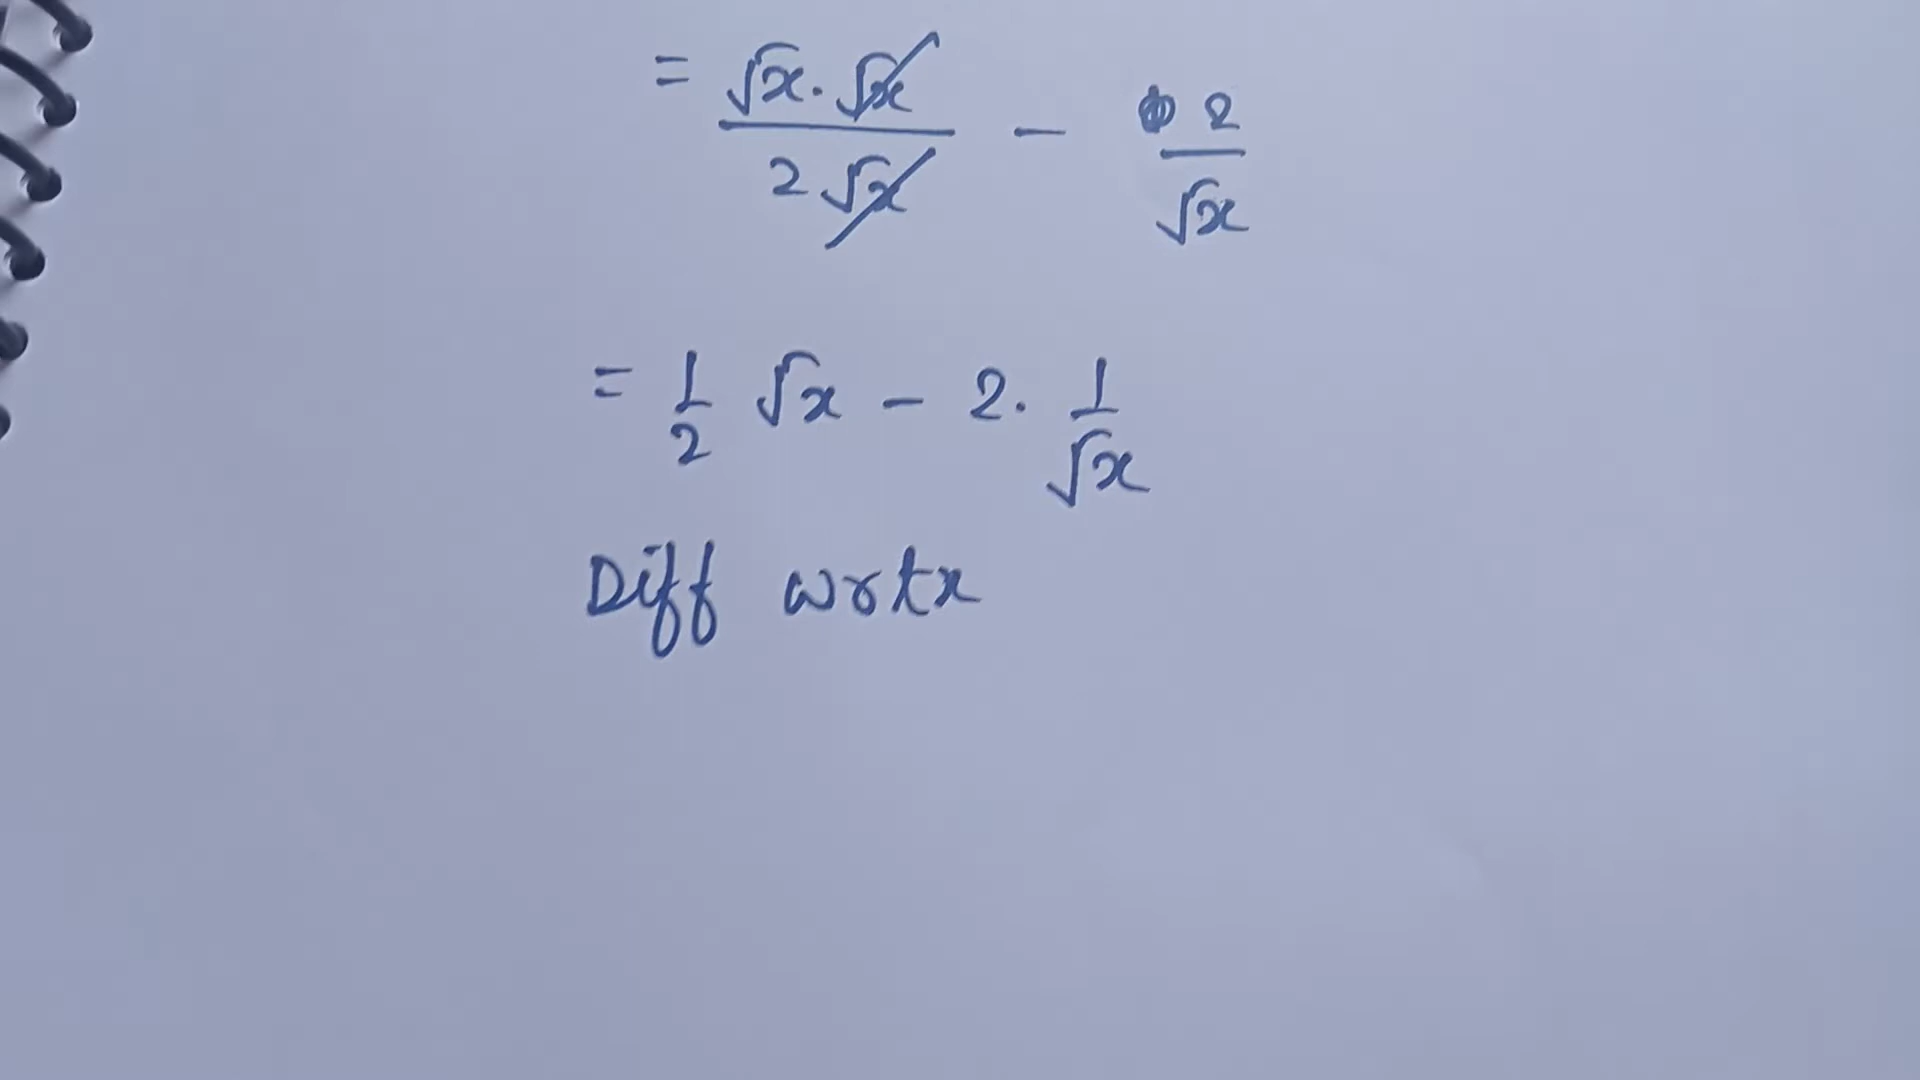 = √x . √x / 2 √x - 2 / √x
= 1/2 √x - 2 . 1/√x
Diff wrtx